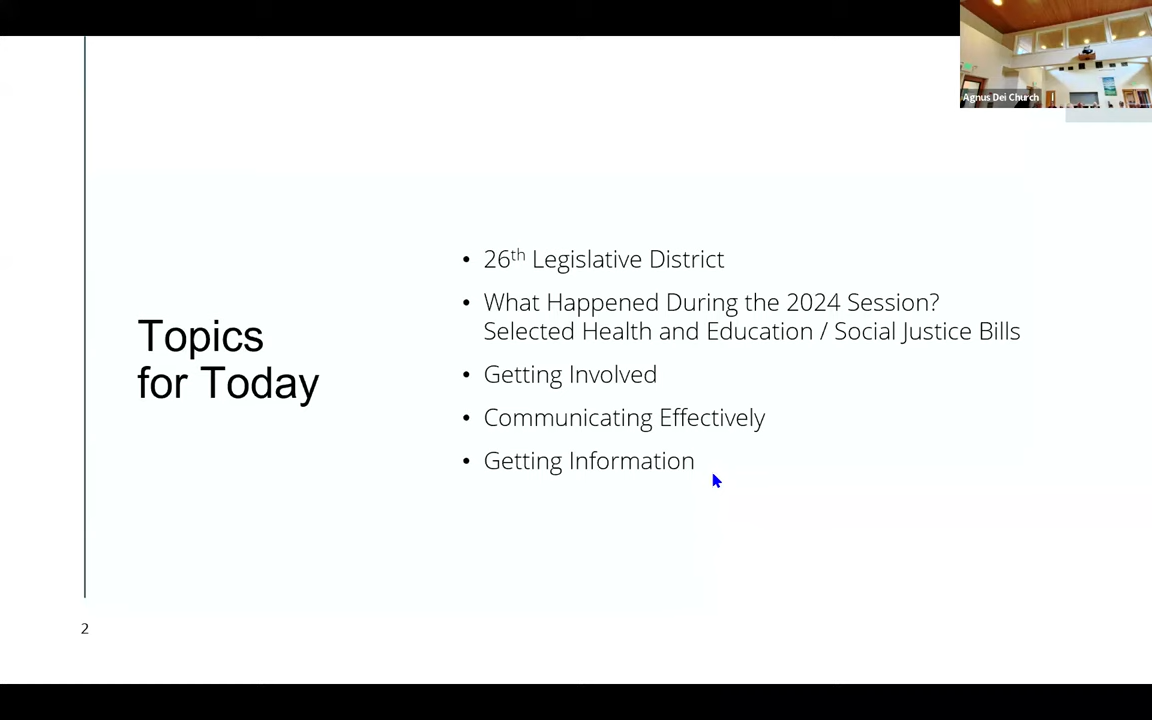 Agnus Dei Church
Topics
for Today
• 26th Legislative District
• What Happened During the 2024 Session?
Selected Health and Education / Social Justice Bills
• Getting Involved
• Communicating Effectively
• Getting Information
2